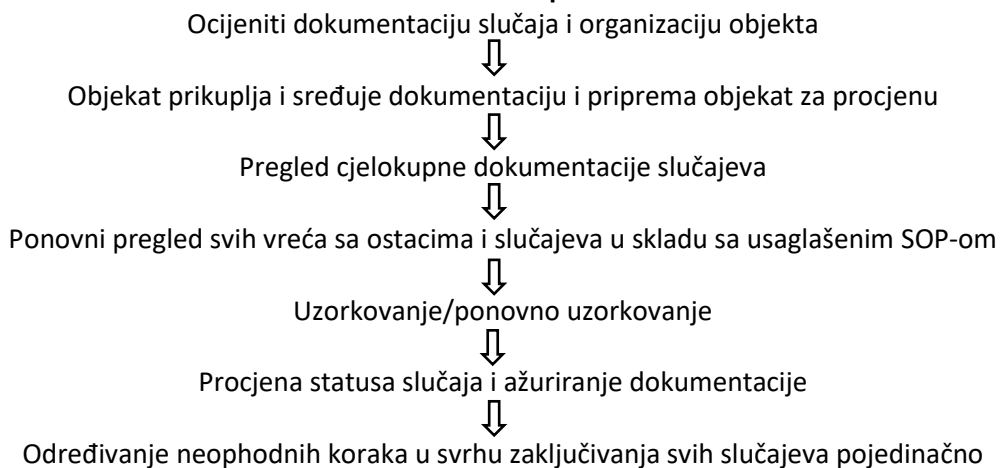 Ocijeniti dokumentaciju slučaja i organizaciju objekta
Objekat prikuplja i sređuje dokumentaciju i priprema objekat za procjenu
Pregled cjelokupne dokumentacije slučajeva
Ponovni pregled svih vreća sa ostacima i slučajeva u skladu sa usaglašenim SOP-om
Uzorkovanje/ponovno uzorkovanje
Procjena statusa slučaja i ažuriranje dokumentacije
Određivanje neophodnih koraka u svrhu zaključivanja svih slučajeva pojedinačno